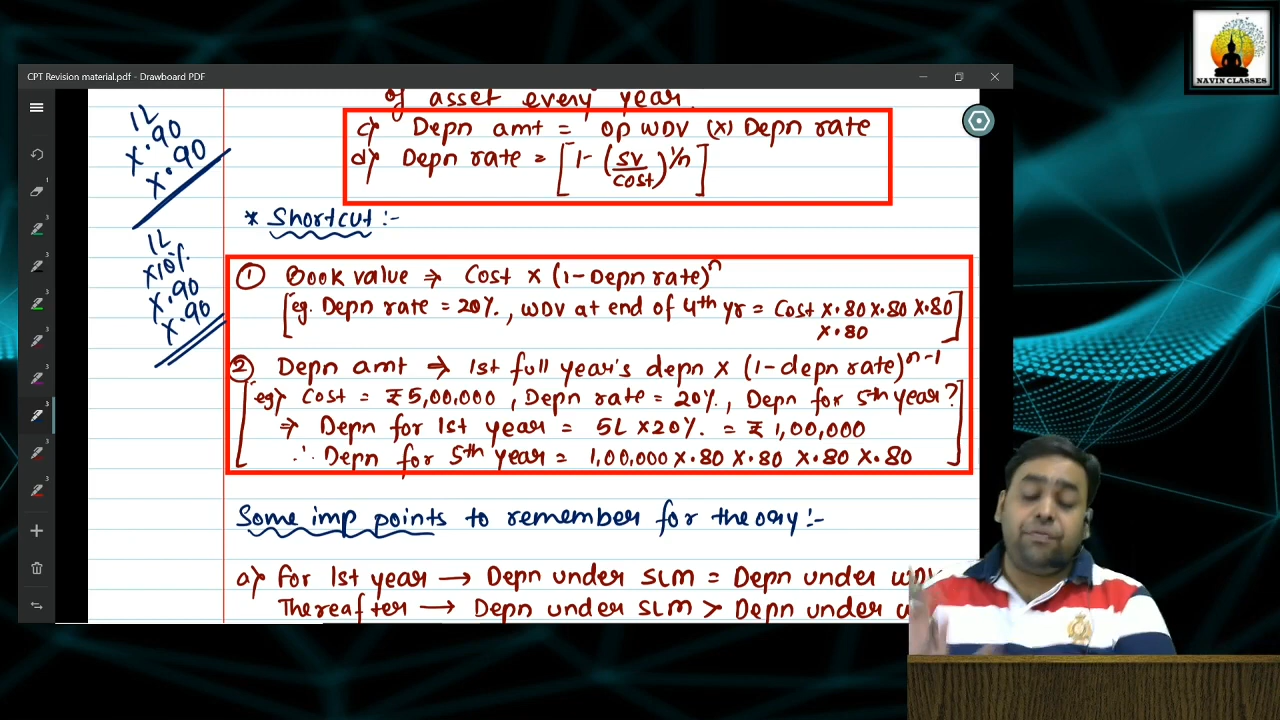 NAVIN CLASSES
CPT Revision material.pdf - Drawboard PDF
of asset every year
c) Depn amt = op WDV (x) Depn rate
d) Depn rate = [1 - (SV/COST)^1/n]
1L
x.90
x.90
* Shortcut :-
1L
x10%
x.90
x.90
① Book value ⇒ Cost x (1-Depn rate)^n
[eg. Depn rate = 20%., WDV at end of 4th yr = Cost x.80 x.80 x.80
x.80]
② Depn amt ⇒ 1st full year's depn x (1-depn rate)^n-1
[eg) Cost = ₹5,00,000, Depn rate = 20%, Depn for 5th year?
⇒ Depn for 1st year = 5L x20%. = ₹1,00,000
∴ Depn for 5th year = 1,00,000 x.80 x.80 x.80 x.80]
Some imp points to remember for theory :-
a) For 1st year → Depn under SLM = Depn under WDV
Thereafter → Depn under SLM > Depn under